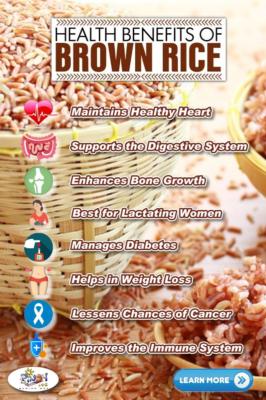 HEALTH BENEFITS OF
BROWN RICE
Maintains Healthy Heart
Supports the Digestive System
Enhances Bone Growth
Best for Lactating Women
Manages Diabetes
Helps in Weight Loss
Lessens Chances of Cancer
Improves the Immune System
LEARN MORE